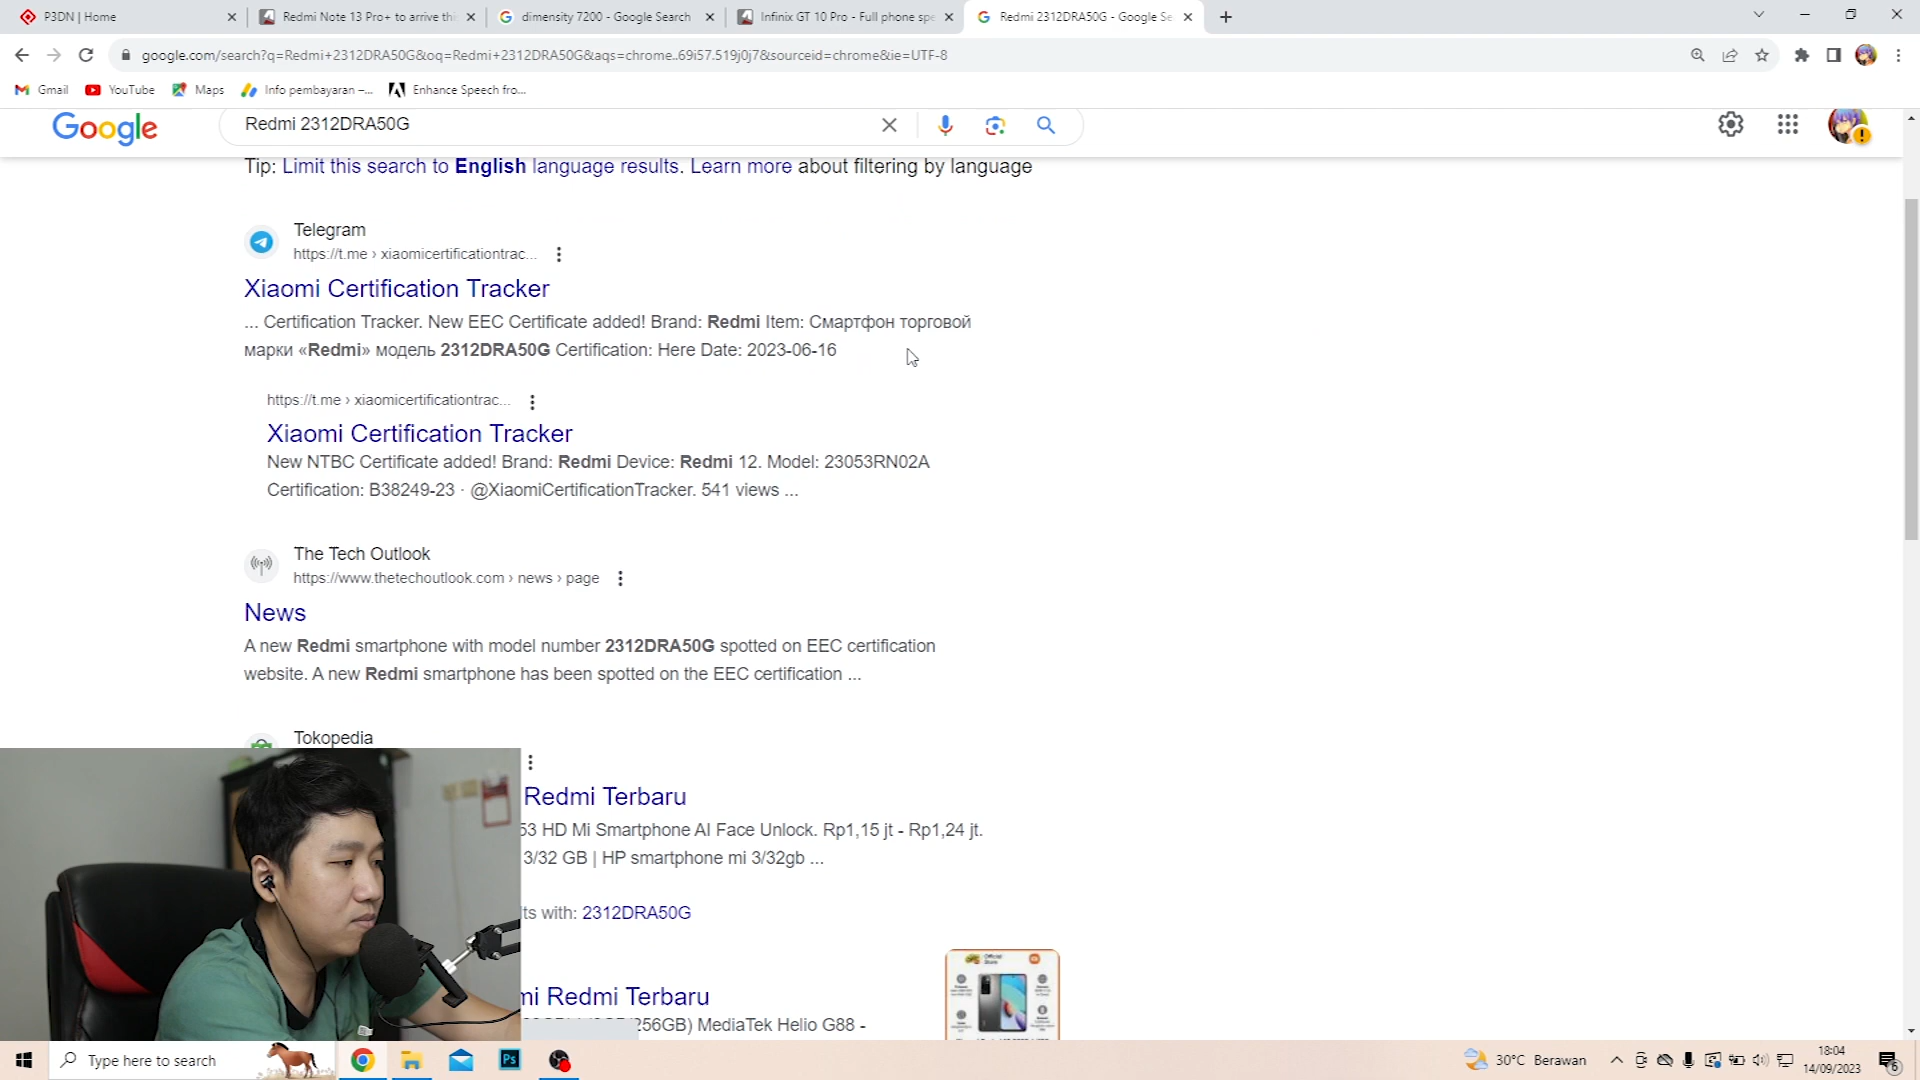 P3DN | Home
Redmi Note 13 Pro+ to arrive thi
dimensity 7200 - Google Search
Infinix GT 10 Pro - Full phone spe
Redmi 2312DRA50G - Google Se
google.com/search?q=Redmi+2312DRA50G&oq=Redmi+2312DRA50G&aqs=chrome..69i57.519j0j7&sourceid=chrome&ie=UTF-8
Gmail
YouTube
Maps
Info pembayaran –...
Enhance Speech fro...
Google
Redmi 2312DRA50G
Tip: Limit this search to English language results. Learn more about filtering by language
Telegram
https://t.me › xiaomicertificationtrac...
Xiaomi Certification Tracker
... Certification Tracker. New EEC Certificate added! Brand: Redmi Item: Смартфон торговой
марки «Redmi» модель 2312DRA50G Certification: Here Date: 2023-06-16
https://t.me › xiaomicertificationtrac...
Xiaomi Certification Tracker
New NTBC Certificate added! Brand: Redmi Device: Redmi 12. Model: 23053RN02A
Certification: B38249-23 · @XiaomiCertificationTracker. 541 views ...
The Tech Outlook
https://www.thetechoutlook.com › news › page
News
A new Redmi smartphone with model number 2312DRA50G spotted on EEC certification
website. A new Redmi smartphone has been spotted on the EEC certification ...
Tokopedia
Redmi Terbaru
53 HD Mi Smartphone AI Face Unlock. Rp1,15 jt - Rp1,24 jt.
3/32 GB | HP smartphone mi 3/32gb ...
lts with: 2312DRA50G
mi Redmi Terbaru
256GB) MediaTek Helio G88 -
Official
Store
Type here to search
Ps
30°C Berawan
18:04
14/09/2023
6